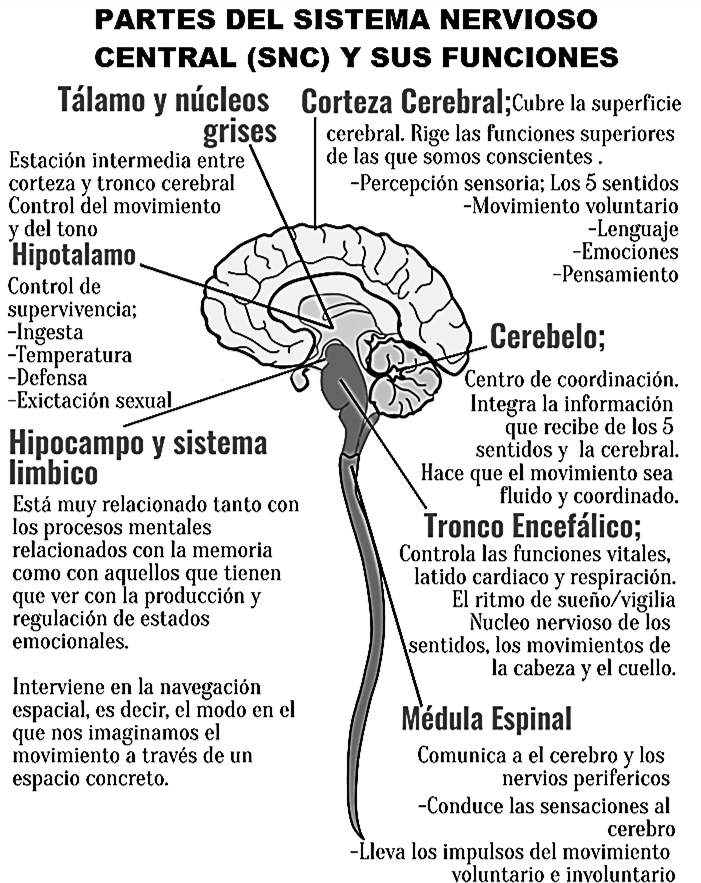 PARTES DEL SISTEMA NERVIOSO
CENTRAL (SNC) Y SUS FUNCIONES
Tálamo y núcleos
grises
Estación intermedia entre
corteza y tronco cerebral
Control del movimiento
y del tono
Hipotalamo
Control de
supervivencia;
-Ingesta
-Temperatura
-Defensa
-Exictación sexual
Hipocampo y sistema
limbico
Está muy relacionado tanto con
los procesos mentales
relacionados con la memoria
como con aquellos que tienen
que ver con la producción y
regulación de estados
emocionales.
Interviene en la navegación
espacial, es decir, el modo en el
que nos imaginamos el
movimiento a través de un
espacio concreto.
Corteza Cerebral;Cubre la superficie
cerebral. Rige las funciones superiores
de las que somos conscientes .
-Percepción sensoria; Los 5 sentidos
-Movimiento voluntario
-Lenguaje
-Emociones
-Pensamiento
Cerebelo;
Centro de coordinación.
Integra la información
que recibe de los 5
sentidos y la cerebral.
Hace que el movimiento sea
fluido y coordinado.
Tronco Encefálico;
Controla las funciones vitales,
latido cardiaco y respiración.
El ritmo de sueño/vigilia
Nucleo nervioso de los
sentidos, los movimientos de
la cabeza y el cuello.
Médula Espinal
Comunica a el cerebro y los
nervios perifericos
-Conduce las sensaciones al
cerebro
-Lleva los impulsos del movimiento
voluntario e involuntario